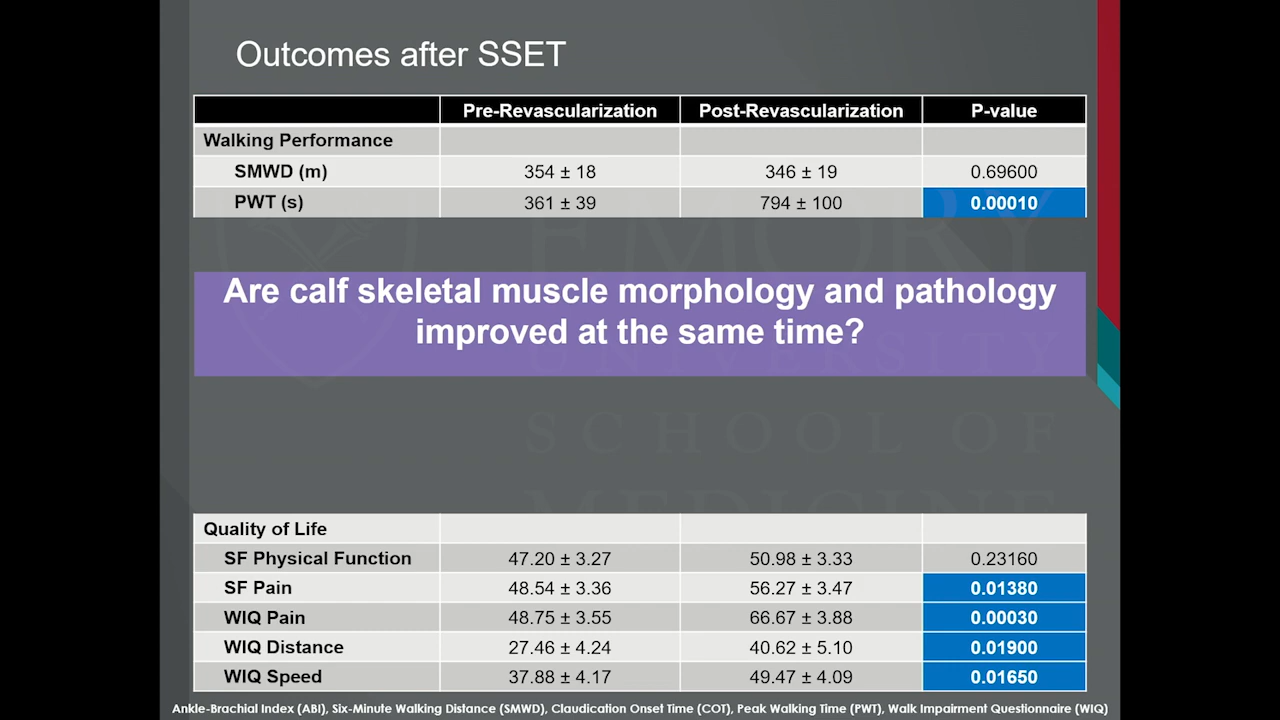 Outcomes after SSET
Pre-Revascularization Post-Revascularization P-value
Walking Performance
SMWD (m) 354 ± 18 346 ± 19 0.69600
PWT (s) 361 ± 39 794 ± 100 0.00010
EMORY
Are calf skeletal muscle morphology and pathology
improved at the same time?
UNIVERSITY
SCHOOL OF
MEDICINE
Quality of Life
SF Physical Function 47.20 ± 3.27 50.98 ± 3.33 0.23160
SF Pain 48.54 ± 3.36 56.27 ± 3.47 0.01380
WIQ Pain 48.75 ± 3.55 66.67 ± 3.88 0.00030
WIQ Distance 27.46 ± 4.24 40.62 ± 5.10 0.01900
WIQ Speed 37.88 ± 4.17 49.47 ± 4.09 0.01650
Ankle-Brachial Index (ABI), Six-Minute Walking Distance (SMWD), Claudication Onset Time (COT), Peak Walking Time (PWT), Walk Impairment Questionnaire (WIQ)